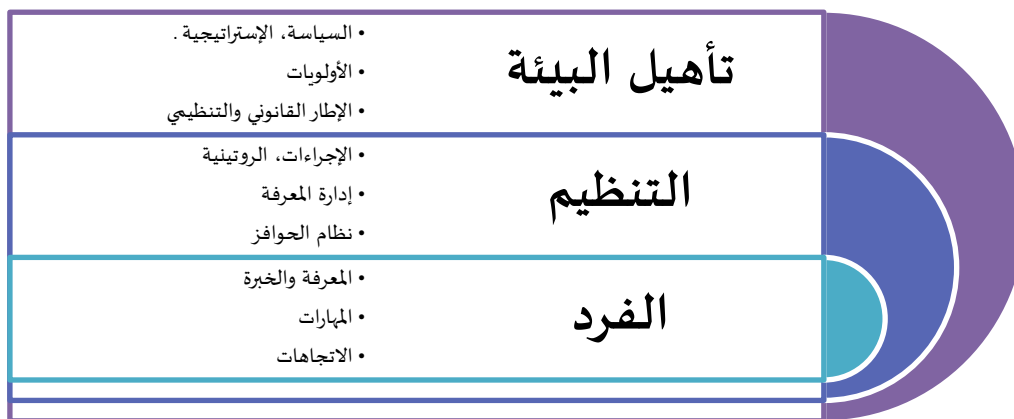 تأهيل البيئة
• السياسة، الإستراتيجية .
• الأولويات
• الإطار القانوني والتنظيمي
التنظيم
• الإجراءات، الروتينية
• إدارة المعرفة
• نظام الحوافز
الفرد
• المعرفة والخبرة
• المهارات
• الاتجاهات